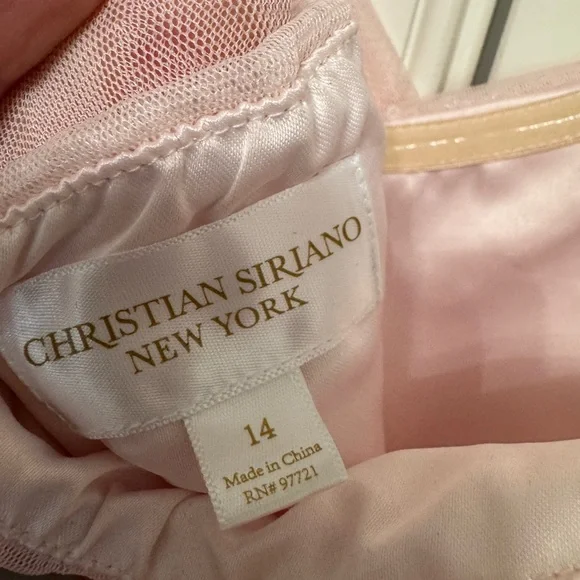 CHRISTIAN SIRIANO
NEW YORK
14
Made in China
RN# 97721